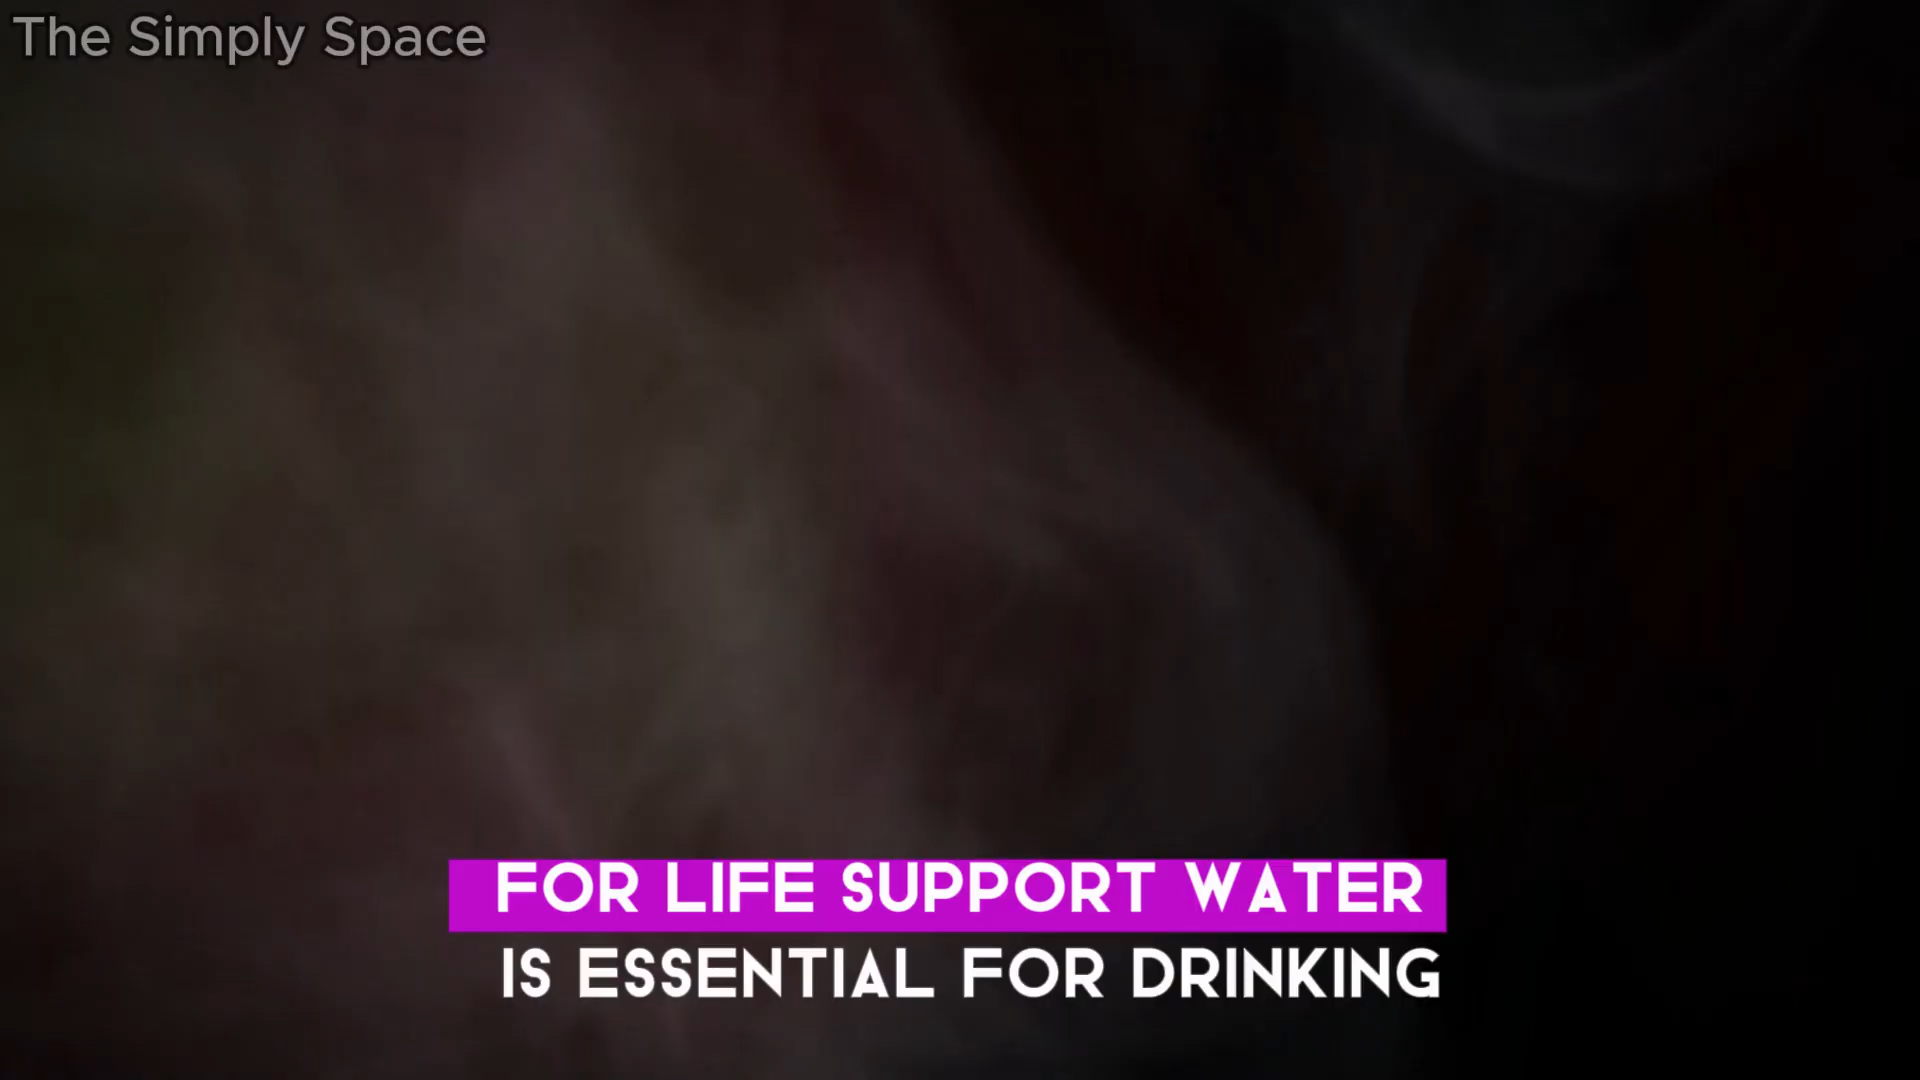 The Simply Space
FOR LIFE SUPPORT WATER
IS ESSENTIAL FOR DRINKING